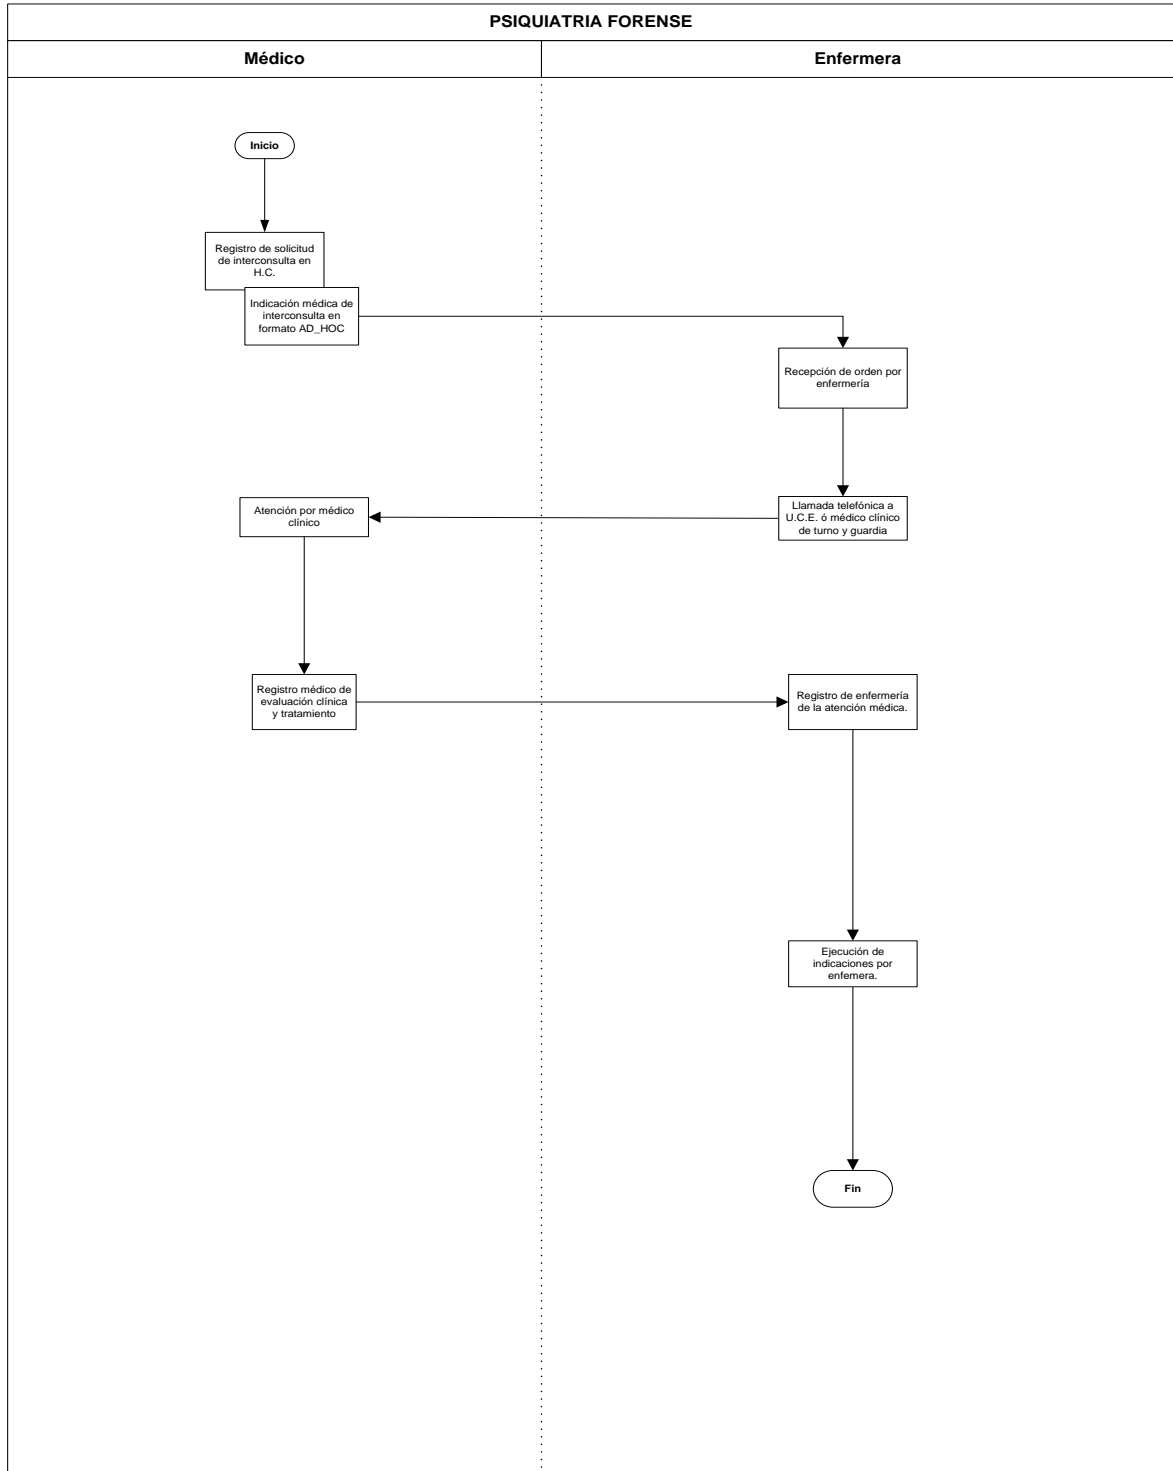 PSIQUIATRIA FORENSE
Médico
Enfermera
Inicio
Registro de solicitud
de interconsulta en
H.C.
Indicación médica de
interconsulta en
formato AD_HOC
Recepción de orden por
enfermería
Llamada telefónica a
U.C.E. ó médico clínico
de turno y guardia
Atención por médico
clínico
Registro médico de
evaluación clínica
y tratamiento
Registro de enfermería
de la atención médica.
Ejecución de
indicaciones por
enfemera.
Fin